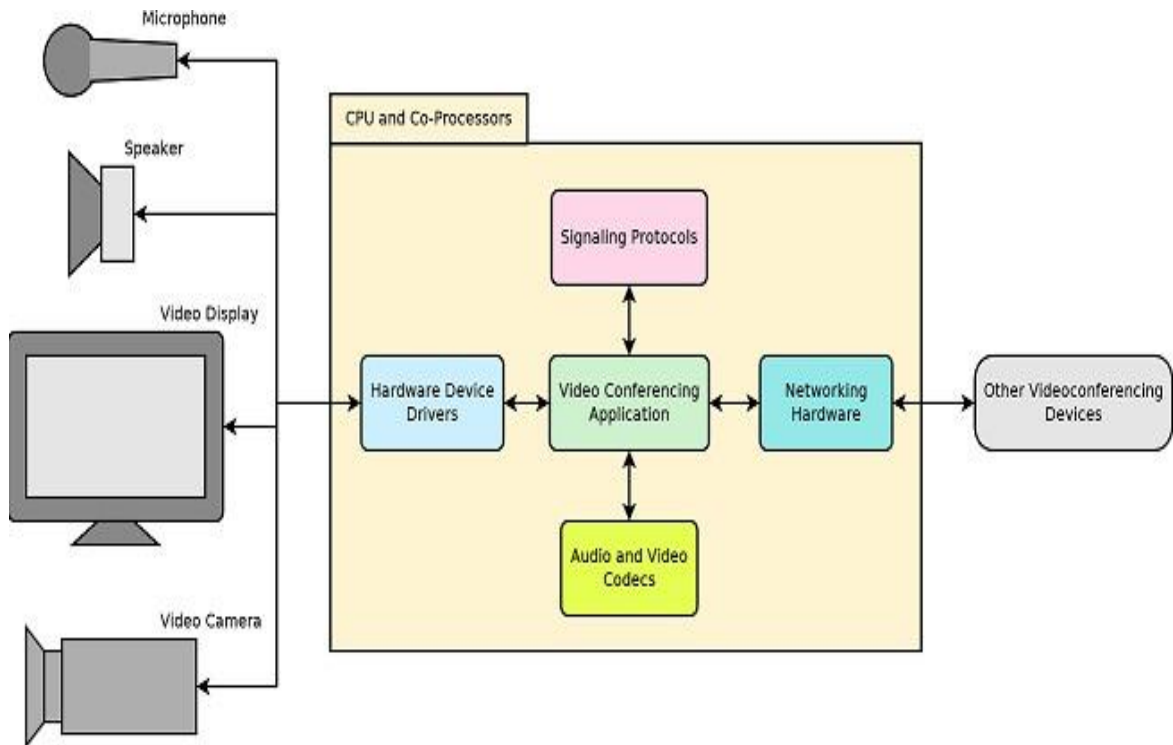 Microphone
CPU and Co-Processors
Speaker
Signaling Protocols
Video Display
Hardware Device
Drivers
Video Conferencing
Application
Networking
Hardware
Other Videoconferencing
Devices
Audio and Video
Codecs
Video Camera